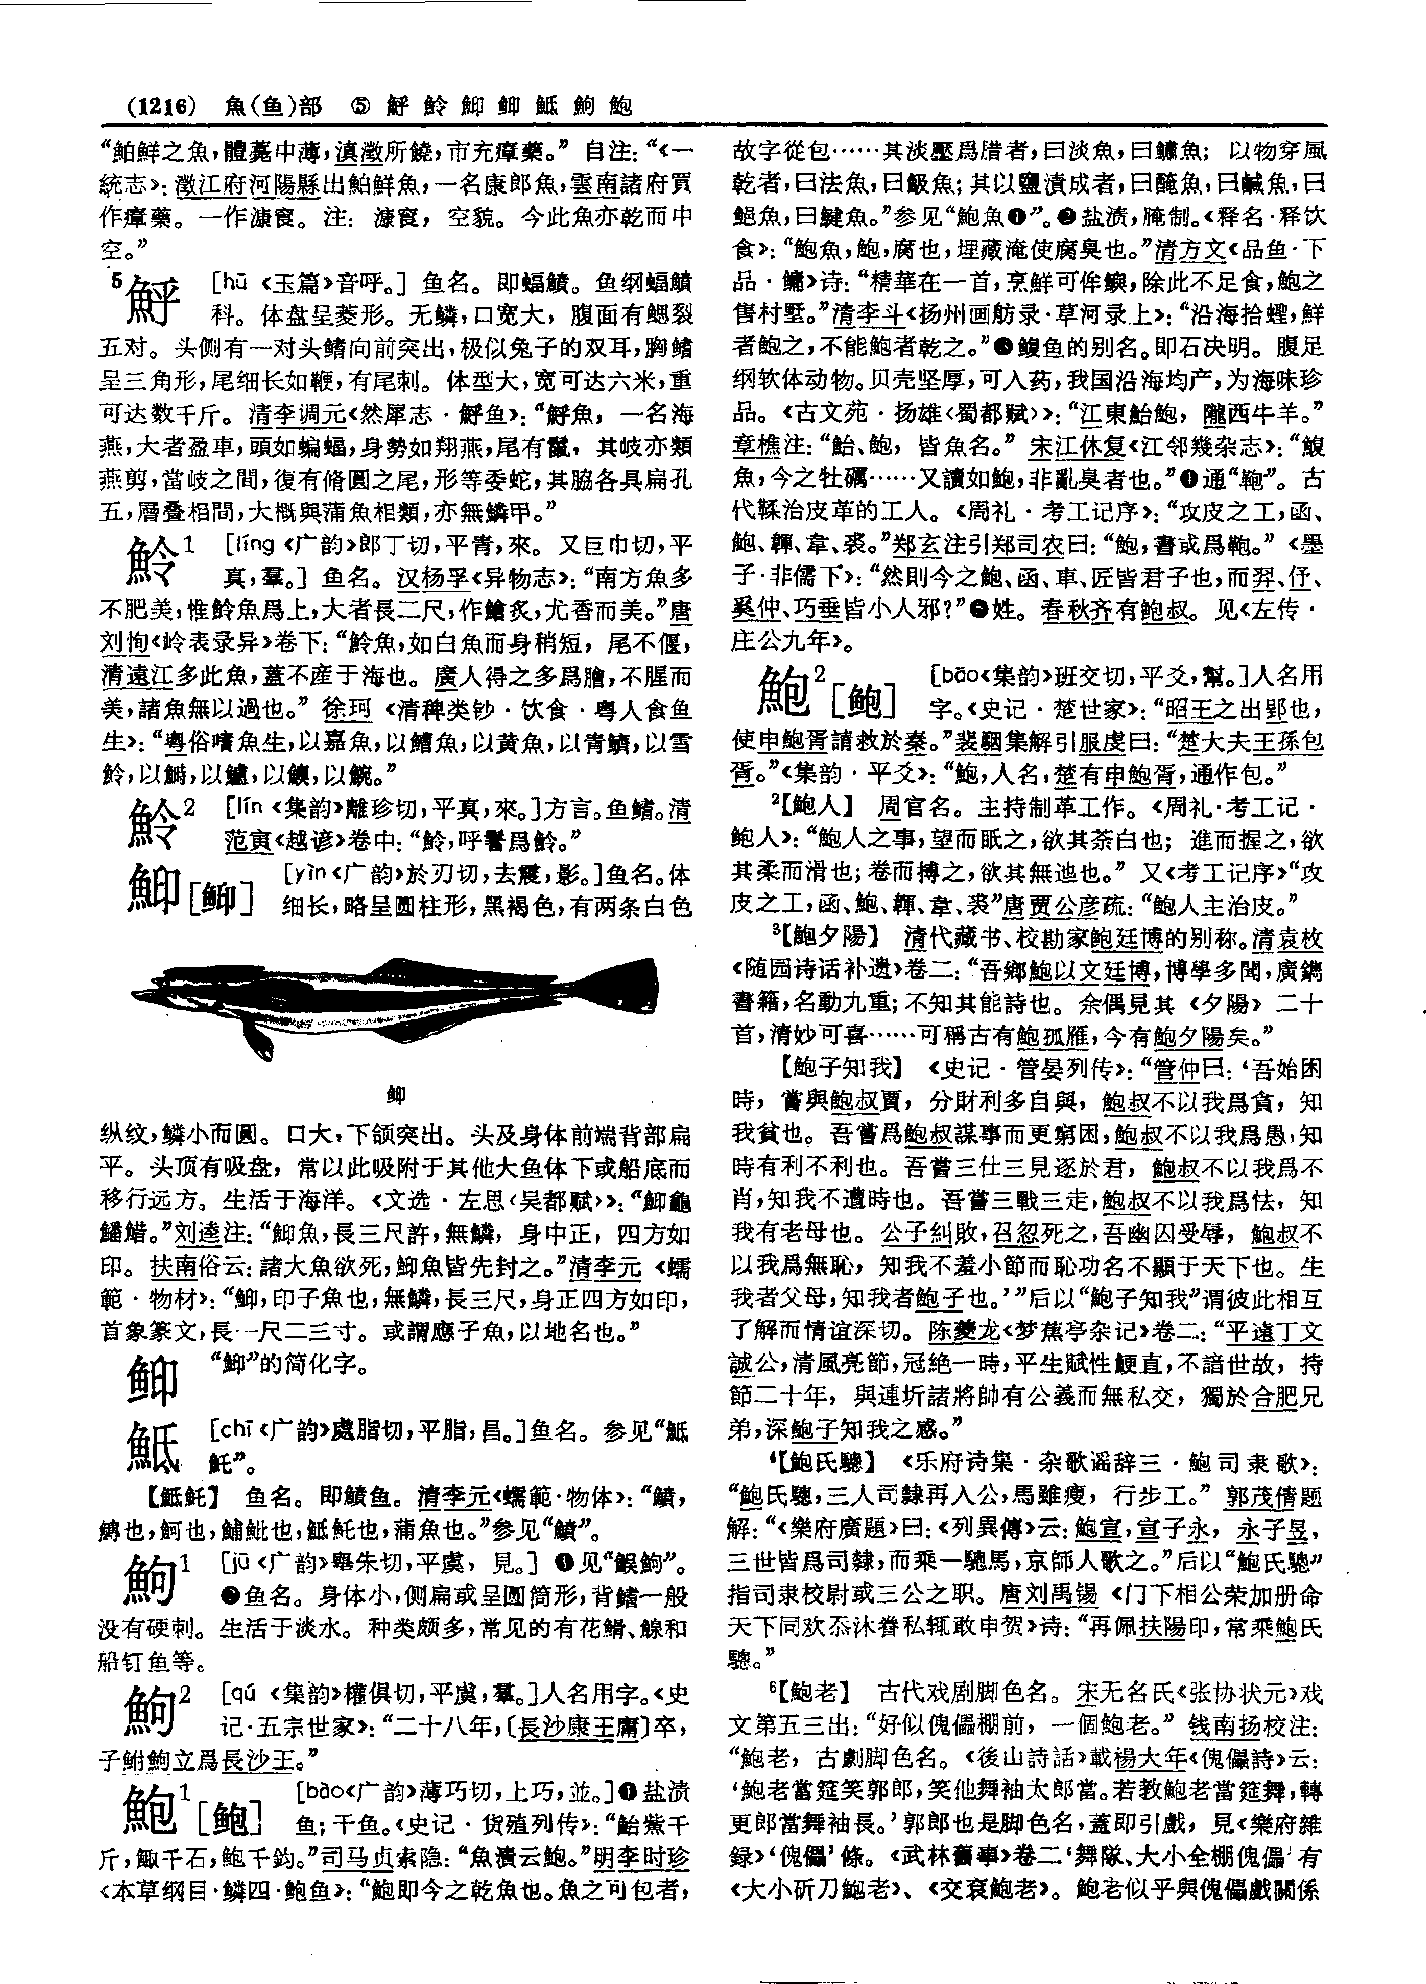 (1216) 魚(鱼)部 ⑤ 魣 魿 鮣 䲟 䱃 鮈 鮑
“鮊鮮之魚,體薧中薄,滇澂所饒,市充瘴藥。” 自注:“《一
統志》:澂江府河陽縣出鮊鮮魚,一名康郎魚,雲南諸府買
作瘴藥。一作漮㝗。注: 漮㝗, 空貌。今此魚亦乾而中
空。”
[hū 《玉篇》音呼。] 鱼名。即蝠鱝。鱼纲蝠鱝
科。体盘呈菱形。无鳞,口宽大, 腹面有鳃裂
五对。头侧有一对头鳍向前突出,极似兔子的双耳,胸鳍
呈三角形,尾细长如鞭,有尾刺。体型大,宽可达六米,重
可达数千斤。清李调元《然犀志·魚》:“魚, 一名海
燕,大者盈車,頭如蝙蝠,身勢如翔燕,尾有鬣, 其岐亦類
燕剪,當岐之間,復有脩圓之尾,形等委蛇,其脇各具扁孔
五,層叠相間,大概與蒲魚相類,亦無鱗甲。”
魿1 [líng 《广韵》郎丁切,平青,來。又巨巾切,平
真,羣。] 鱼名。汉杨孚《异物志》:“南方魚多
不肥美,惟魿魚爲上,大者長二尺,作鱠炙,尤香而美。”唐
刘恂《岭表录异》卷下:“魿魚,如白魚而身稍短, 尾不偃,
清遠江多此魚,蓋不産于海也。廣人得之多爲膾,不腥而
美,諸魚無以過也。” 徐珂 《清稗类钞·饮食·粤人食鱼
生》:“粤俗嗜魚生,以嘉魚,以鰽魚,以黄魚,以青鱭,以雪
魿,以鰣,以鱸,以鱖,以鯇。”
魿2 [lín 《集韵》離珍切,平真,來。]方言。鱼鳍。清
范寅《越谚》卷中:“魿,呼鬐爲魿。”
鮣[䲟] [yìn《广韵》於刃切,去震,影。]鱼名。体
细长,略呈圆柱形,黑褐色,有两条白色
䲟
纵纹,鳞小而圆。口大,下颌突出。头及身体前端背部扁
平。头顶有吸盘, 常以此吸附于其他大鱼体下或船底而
移行远方。生活于海洋。《文选·左思〈吴都赋〉》:“鮣龜
鱕䱜。”刘逵注:“鮣魚,長三尺許,無鱗, 身中正, 四方如
印。扶南俗云:諸大魚欲死,鮣魚皆先封之。”清李元 《蠕
範·物材》:“鮣,印子魚也,無鱗,長三尺,身正四方如印,
首象篆文,長一尺二三寸。或謂應子魚,以地名也。”
䲟 “鮣”的简化字。
[chī《广韵》處脂切,平脂,昌。]鱼名。参见“
魠”。
鱼名。即鱝鱼。清李元《蠕範·物体》:“鱝,
也,魺也,鯆魮也,也,蒲魚也。”参见“鱝”。
鮈1 [jū《广韵》舉朱切,平虞, 見。] ❶见“鯸鮈”。
❷鱼名。身体小,侧扁或呈圆筒形,背鳍一般
没有硬刺。生活于淡水。种类颇多,常见的有花䱻、鰁和
船钉鱼等。
鮈2 [qú 《集韵》權俱切,平虞,羣。]人名用字。《史
记·五宗世家》:“二十八年,〔長沙康王庸〕卒,
子鮒鮈立爲長沙王。”
鮑1[鲍] [bào《广韵》薄巧切,上巧,並。]❶盐渍
鱼;干鱼。《史记·货殖列传》:“鮐鮆千
斤,鯫千石,鮑千鈞。”司马贞索隐:“魚漬云鮑。”明李时珍
《本草纲目·鳞四·鲍鱼》:“鮑即今之乾魚也。魚之可包者,
故字從包……其淡壓爲腊者,曰淡魚,曰鱐魚; 以物穿風
乾者,曰法魚,曰鮁魚;其以鹽漬成者,曰醃魚,曰鹹魚,曰
鯝魚,曰鰎魚。”参见“鮑魚❶”。❷盐渍,腌制。《释名·释饮
食》:“鮑魚,鮑,腐也,埋藏淹使腐臭也。”清方文《品鱼·下
品·鳙》诗:“精華在一首,烹鮮可侔鱮,除此不足食,鮑之
售村墅。”清李斗《扬州画舫录·草河录上》:“沿海拾蟶,鮮
者鮑之,不能鮑者乾之。”❸鳆鱼的别名。即石决明。腹足
纲软体动物。贝壳坚厚,可入药,我国沿海均产,为海味珍
品。《古文苑·扬雄〈蜀都赋〉》:“江東鮐鮑, 隴西牛羊。”
章樵注:“鮐、鮑, 皆魚名。” 宋江休复《江邻幾杂志》:“鰒
魚,今之牡礪……又讀如鮑,非亂臭者也。”❹通“鞄”。古
代鞣治皮革的工人。《周礼·考工记序》:“攻皮之工,函、
鮑、韗、韋、裘。”郑玄注引郑司农曰:“鮑,書或爲鞄。” 《墨
子·非儒下》:“然則今之鮑、函、車、匠皆君子也,而羿、伃、
奚仲、巧垂皆小人邪?”❺姓。春秋齐有鲍叔。见《左传·
庄公九年》。
鮑2[鲍] [bāo《集韵》班交切,平爻,幫。]人名用
字。《史记·楚世家》:“昭王之出郢也,
使申鮑胥請救於秦。”裴駰集解引服虔曰:“楚大夫王孫包
胥。”《集韵·平爻》:“鮑,人名,楚有申鮑胥,通作包。”
2【鮑人】 周官名。主持制革工作。《周礼·考工记·
鲍人》:“鮑人之事,望而眂之,欲其荼白也; 進而握之,欲
其柔而滑也;卷而摶之,欲其無迆也。” 又《考工记序》“攻
皮之工,函、鮑、韗、韋、裘”唐贾公彦疏:“鮑人主治皮。”
3【鮑夕陽】 清代藏书、校勘家鲍廷博的别称。清袁枚
《随园诗话补遗》卷二:“吾鄉鮑以文廷博,博學多聞,廣鐫
書籍,名動九重;不知其能詩也。余偶見其 《夕陽》 二十
首,清妙可喜……可稱古有鮑孤雁,今有鮑夕陽矣。”
【鮑子知我】 《史记·管晏列传》:“管仲曰:‘吾始困
時, 嘗與鮑叔賈, 分財利多自與, 鮑叔不以我爲貪, 知
我貧也。吾嘗爲鮑叔謀事而更窮困,鮑叔不以我爲愚,知
時有利不利也。吾嘗三仕三見逐於君, 鮑叔不以我爲不
肖,知我不遭時也。吾嘗三戰三走,鮑叔不以我爲怯, 知
我有老母也。公子糾敗,召忽死之,吾幽囚受辱, 鮑叔不
以我爲無恥, 知我不羞小節而恥功名不顯于天下也。生
我者父母,知我者鮑子也。’”后以“鮑子知我”谓彼此相互
了解而情谊深切。陈夔龙《梦蕉亭杂记》卷二:“平遠丁文
誠公,清風亮節,冠絶一時,平生賦性鯁直,不諳世故, 持
節二十年, 與連圻諸將帥有公義而無私交, 獨於合肥兄
弟,深鮑子知我之感。”
4【鮑氏驄】 《乐府诗集·杂歌谣辞三·鲍司隶歌》:
“鮑氏驄,三人司隸再入公,馬雖瘦, 行步工。” 郭茂倩题
解:“《樂府廣題》曰:《列異傳》云:鮑宣,宣子永, 永子昱,
三世皆爲司隸,而乘一驄馬,京師人歌之。”后以“鮑氏驄”
指司隶校尉或三公之职。唐刘禹锡 《门下相公荣加册命
天下同欢忝沐眷私辄敢申贺》诗:“再佩扶陽印,常乘鮑氏
驄。”
6【鮑老】 古代戏剧脚色名。宋无名氏《张协状元》戏
文第五三出:“好似傀儡棚前, 一個鮑老。” 钱南扬校注:
“鮑老, 古劇脚色名。《後山詩話》載楊大年《傀儡詩》云:
‘鮑老當筵笑郭郎,笑他舞袖太郎當。若教鮑老當筵舞,轉
更郎當舞袖長。’郭郎也是脚色名,蓋即引戲, 見《樂府雜
録》‘傀儡’條。《武林舊事》卷二‘舞隊、大小全棚傀儡’有
《大小斫刀鮑老》、《交袞鮑老》。鮑老似乎與傀儡戲關係